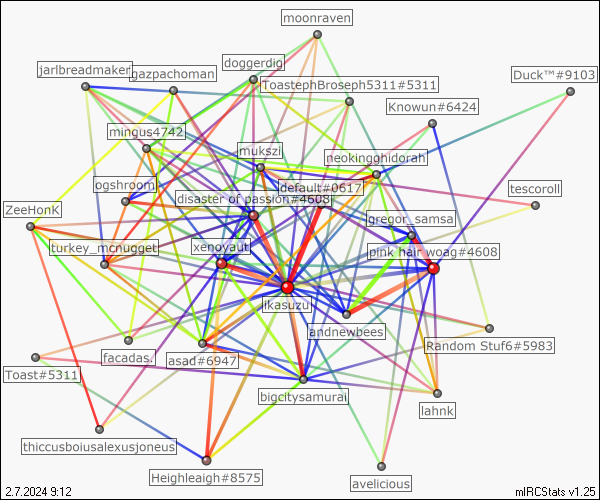 moonraven
jarlbreadmaker
gazpachoman
doggerdig
Duck™#9103
ToastephBroseph5311#5311
Knowun#6424
mingus4742
mukszi
neokingghidorah
ogshroom
default#0617
tescoroll
disaster of passion#4608
ZeeHonK
gregor_samsa
turkey_mcnugget
xenoyaut
pink hair woag#4608
jikasuzu
andnewbees
Random Stuf6#5983
facadas.
asad#6947
Toast#5311
bigcitysamurai
lahnk
thiccusboiusalexusjoneus
Heighleaigh#8575
avelicious
2.7.2024 9:12
mIRCStats v1.25